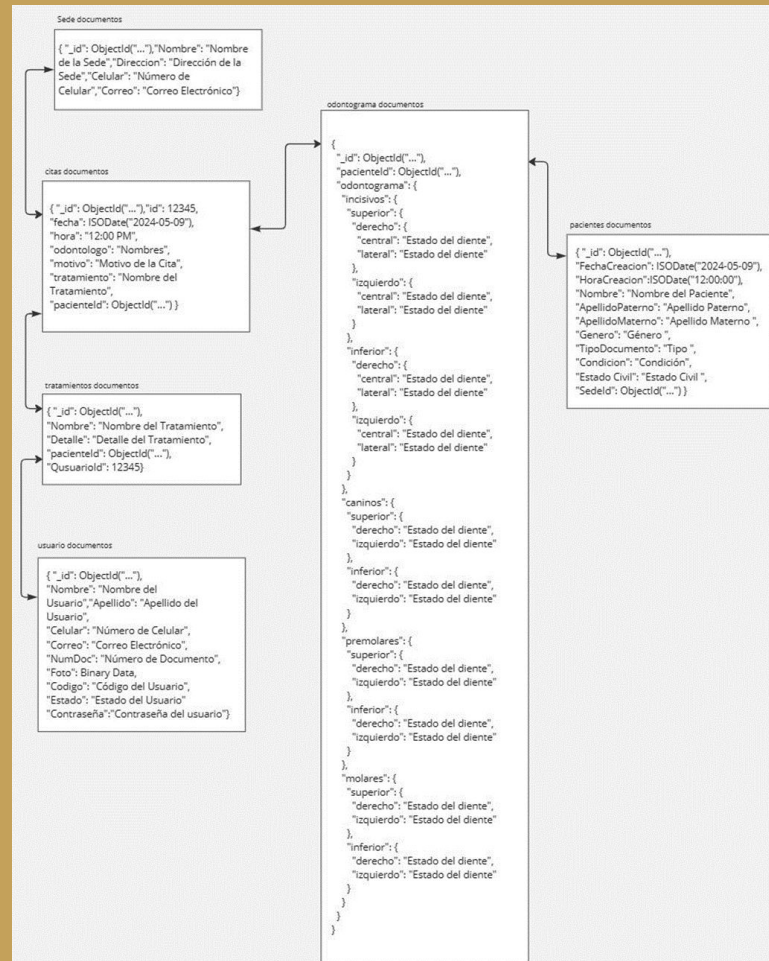 Sede documentos
{ "_id": ObjectId("..."),"Nombre": "Nombre
de la Sede","Direccion": "Dirección de la
Sede","Celular": "Número de
Celular","Correo": "Correo Electrónico"}
citas documentos
{ "_id": ObjectId("..."),"id": 12345,
"fecha": ISODate("2024-05-09"),
"hora": "12:00 PM",
"odontologo": "Nombres",
"motivo": "Motivo de la Cita",
"tratamiento": "Nombre del
Tratamiento",
"pacienteId": ObjectId("...") }
tratamientos documentos
{ "_id": ObjectId("..."),
"Nombre": "Nombre del Tratamiento",
"Detalle": "Detalle del Tratamiento",
"pacienteId": ObjectId("..."),
"QusuarioId": 12345}
usuario documentos
{ "_id": ObjectId("..."),
"Nombre": "Nombre del
Usuario","Apellido": "Apellido del
Usuario",
"Celular": "Número de Celular",
"Correo": "Correo Electrónico",
"NumDoc": "Número de Documento",
"Foto": Binary Data,
"Codigo": "Código del Usuario",
"Estado": "Estado del Usuario"
"Contraseña":"Contraseña del usuario"}
odontograma documentos
{
"_id": ObjectId("..."),
"pacienteId": ObjectId("..."),
"odontograma": {
"incisivos": {
"superior": {
"derecho": {
"central": "Estado del diente",
"lateral": "Estado del diente"
},
"izquierdo": {
"central": "Estado del diente",
"lateral": "Estado del diente"
}
},
"inferior": {
"derecho": {
"central": "Estado del diente",
"lateral": "Estado del diente"
},
"izquierdo": {
"central": "Estado del diente",
"lateral": "Estado del diente"
}
}
},
"caninos": {
"superior": {
"derecho": "Estado del diente",
"izquierdo": "Estado del diente"
},
"inferior": {
"derecho": "Estado del diente",
"izquierdo": "Estado del diente"
}
},
"premolares": {
"superior": {
"derecho": "Estado del diente",
"izquierdo": "Estado del diente"
},
"inferior": {
"derecho": "Estado del diente",
"izquierdo": "Estado del diente"
}
},
"molares": {
"superior": {
"derecho": "Estado del diente",
"izquierdo": "Estado del diente"
},
"inferior": {
"derecho": "Estado del diente",
"izquierdo": "Estado del diente"
}
}
}
}
pacientes documentos
{ "_id": ObjectId("..."),
"FechaCreacion": ISODate("2024-05-09"),
"HoraCreacion":ISODate("12:00:00"),
"Nombre": "Nombre del Paciente",
"ApellidoPaterno": "Apellido Paterno",
"ApellidoMaterno": "Apellido Materno ",
"Genero": "Género ",
"TipoDocumento": "Tipo ",
"Condicion": "Condición",
"Estado Civil": "Estado Civil ",
"SedeId": ObjectId("...") }